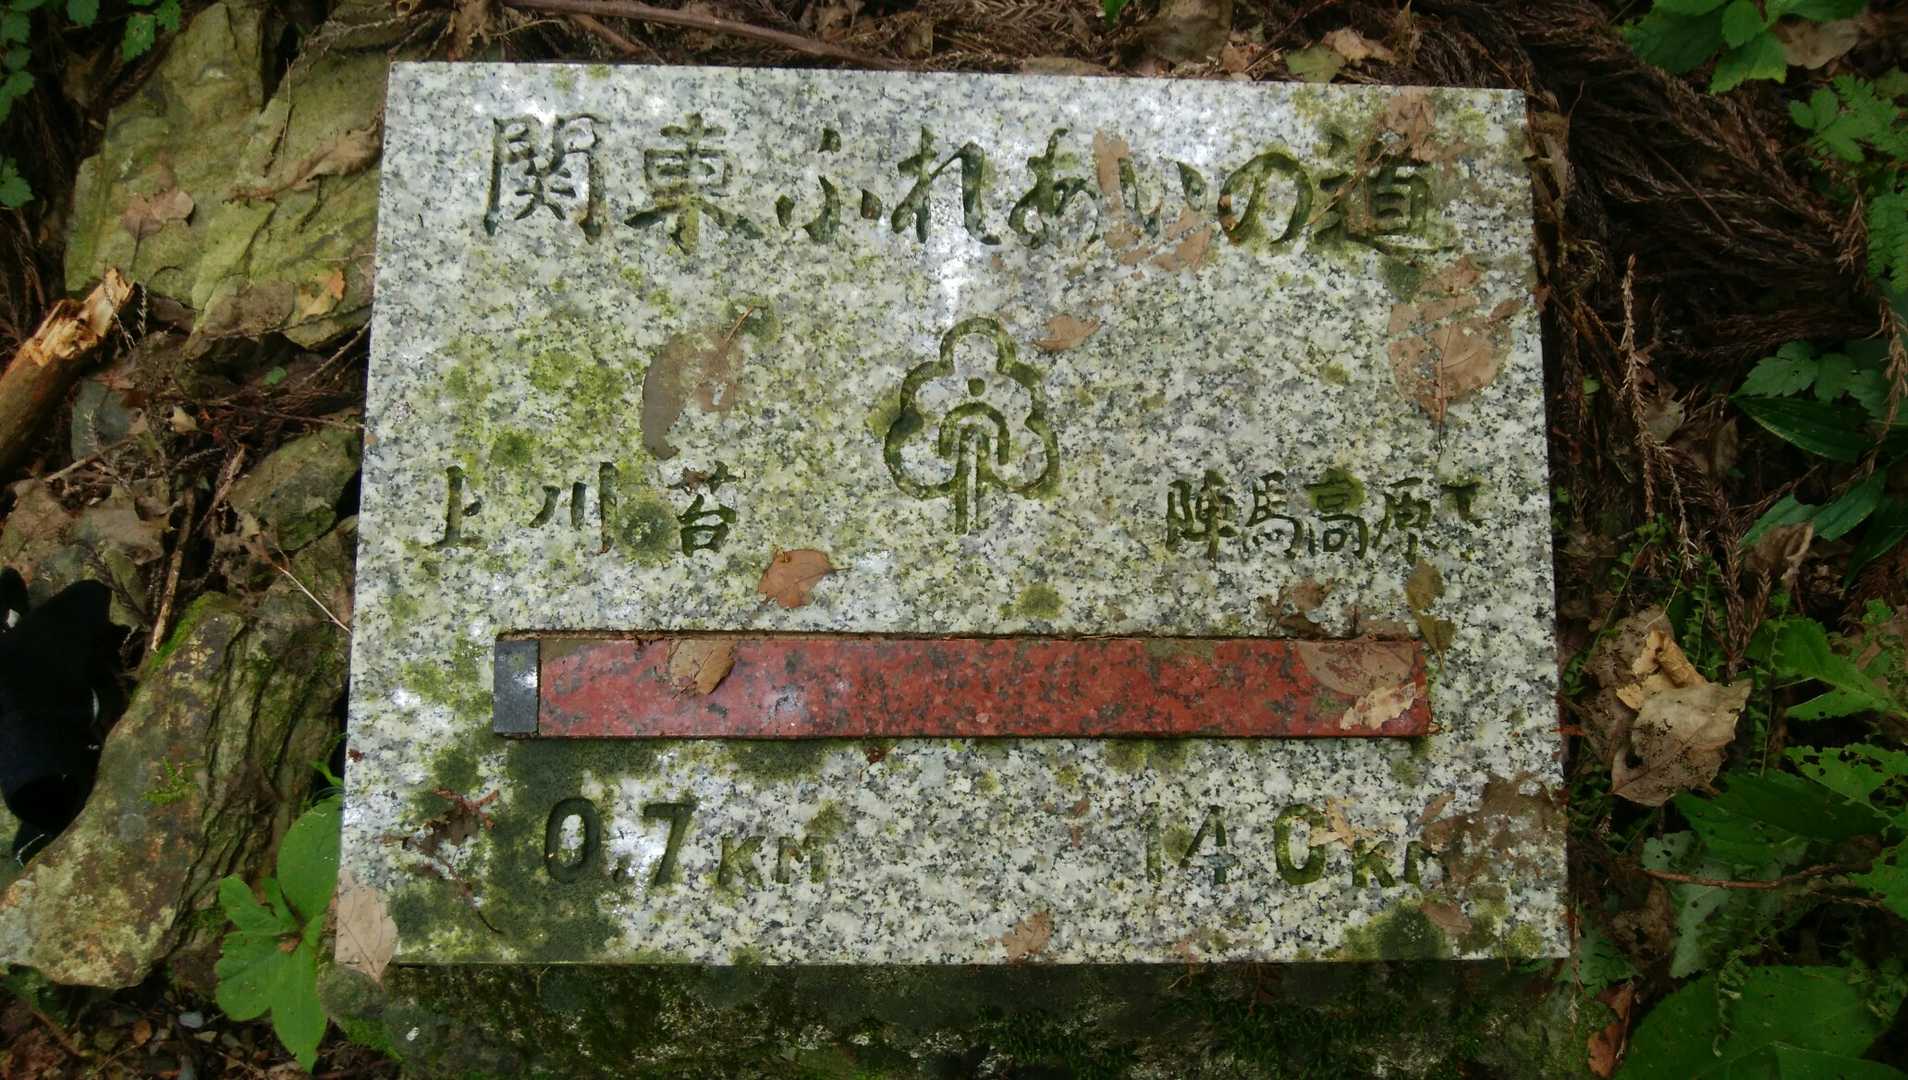 関東ふれあいの道
上川苔 陣馬高原下
0.7KM 14.0KM